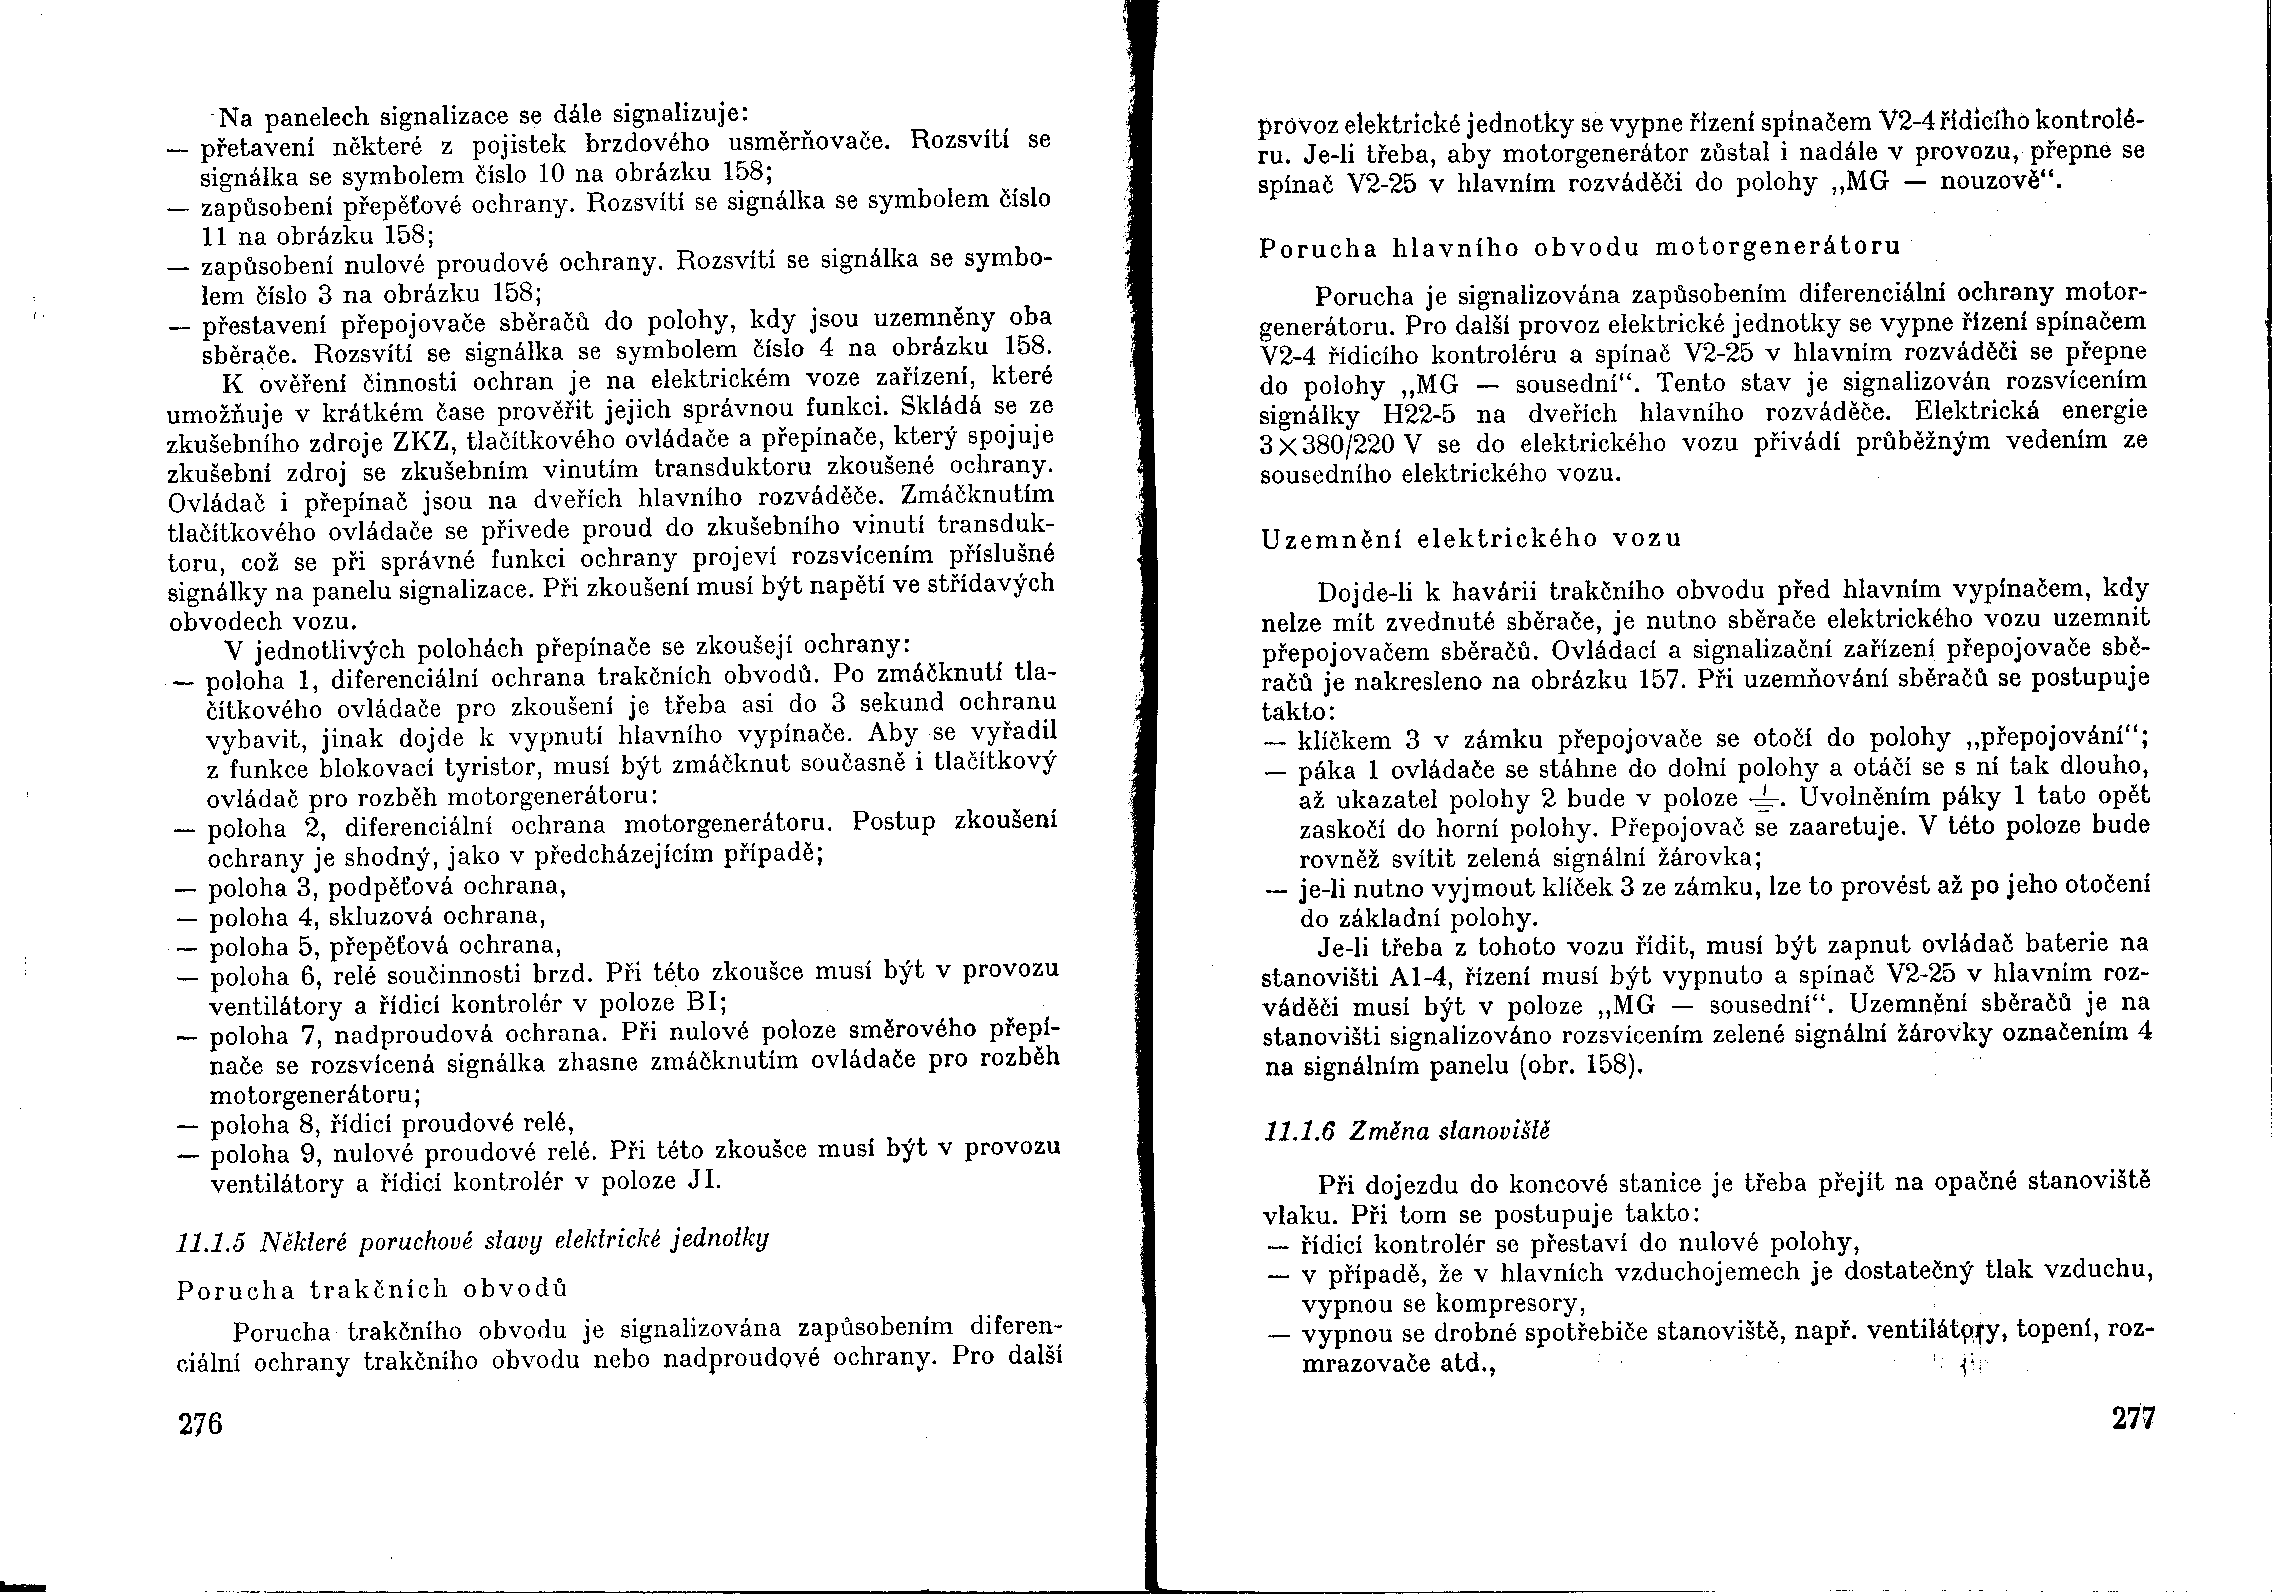 Na panelech signalizace se dále signalizuje:
— přetavení některé z pojistek brzdového usměrňovače. Rozsvítí se
signálka se symbolem číslo 10 na obrázku 158;
— zapůsobení přepěťové ochrany. Rozsvítí se signálka se symbolem číslo
11 na obrázku 158;
— zapůsobení nulové proudové ochrany. Rozsvítí se signálka se symbo-
lem číslo 3 na obrázku 158;
— přestavení přepojovače sběračů do polohy, kdy jsou uzemněny oba
sběrače. Rozsvítí se signálka se symbolem číslo 4 na obrázku 158.
K ověření činnosti ochran je na elektrickém voze zařízení, které
umožňuje v krátkém čase prověřit jejich správnou funkci. Skládá se ze
zkušebního zdroje ZKZ, tlačítkového ovládače a přepínače, který spojuje
zkušební zdroj se zkušebním vinutím transduktoru zkoušené ochrany.
Ovládač i přepínač jsou na dveřích hlavního rozváděče. Zmáčknutím
tlačítkového ovládače se přivede proud do zkušebního vinutí transduk-
toru, což se při správné funkci ochrany projeví rozsvícením příslušné
signálky na panelu signalizace. Při zkoušení musí být napětí ve střídavých
obvodech vozu.
V jednotlivých polohách přepínače se zkoušejí ochrany:
— poloha 1, diferenciální ochrana trakčních obvodů. Po zmáčknutí tla-
čítkového ovládače pro zkoušení je třeba asi do 3 sekund ochranu
vybavit, jinak dojde k vypnutí hlavního vypínače. Aby se vyřadil
z funkce blokovací tyristor, musí být zmáčknut současně i tlačítkový
ovládač pro rozběh motorgenerátoru:
— poloha 2, diferenciální ochrana motorgenerátoru. Postup zkoušení
ochrany je shodný, jako v předcházejícím případě;
— poloha 3, podpěťová ochrana,
— poloha 4, skluzová ochrana,
— poloha 5, přepěťová ochrana,
— poloha 6, relé součinnosti brzd. Při této zkoušce musí být v provozu
ventilátory a řídicí kontrolér v poloze BI;
— poloha 7, nadproudová ochrana. Při nulové poloze směrového přepí-
nače se rozsvícená signálka zhasne zmáčknutím ovládače pro rozběh
motorgenerátoru;
— poloha 8, řídicí proudové relé,
— poloha 9, nulové proudové relé. Při této zkoušce musí být v provozu
ventilátory a řídicí kontrolér v poloze JI.
11.1.5 Některé poruchové stavy elektrické jednotky
Porucha trakčních obvodů
Porucha trakčního obvodu je signalizována zapůsobením diferen-
ciální ochrany trakčního obvodu nebo nadproudové ochrany. Pro další
276
provoz elektrické jednotky se vypne řízení spínačem V2-4 řídicího kontrolé-
ru. Je-li třeba, aby motorgenerátor zůstal i nadále v provozu, přepne se
spínač V2-25 v hlavním rozváděči do polohy „MG — nouzově“.
Porucha hlavního obvodu motorgenerátoru
Porucha je signalizována zapůsobením diferenciální ochrany motor-
generátoru. Pro další provoz elektrické jednotky se vypne řízení spínačem
V2-4 řídicího kontroléru a spínač V2-25 v hlavním rozváděči se přepne
do polohy „MG — sousední“. Tento stav je signalizován rozsvícením
signálky H22-5 na dveřích hlavního rozváděče. Elektrická energie
3×380/220 V se do elektrického vozu přivádí průběžným vedením ze
sousedního elektrického vozu.
Uzemnění elektrického vozu
Dojde-li k havárii trakčního obvodu před hlavním vypínačem, kdy
nelze mít zvednuté sběrače, je nutno sběrače elektrického vozu uzemnit
přepojovačem sběračů. Ovládací a signalizační zařízení přepojovače sbě-
račů je nakresleno na obrázku 157. Při uzemňování sběračů se postupuje
takto:
— klíčkem 3 v zámku přepojovače se otočí do polohy „přepojování“;
— páka 1 ovládače se stáhne do dolní polohy a otáčí se s ní tak dlouho,
až ukazatel polohy 2 bude v poloze ⏚. Uvolněním páky 1 tato opět
zaskočí do horní polohy. Přepojovač se zaaretuje. V této poloze bude
rovněž svítit zelená signální žárovka;
— je-li nutno vyjmout klíček 3 ze zámku, lze to provést až po jeho otočení
do základní polohy.
Je-li třeba z tohoto vozu řídit, musí být zapnut ovládač baterie na
stanovišti A1-4, řízení musí být vypnuto a spínač V2-25 v hlavním roz-
váděči musí být v poloze „MG — sousední“. Uzemnění sběračů je na
stanovišti signalizováno rozsvícením zelené signální žárovky označením 4
na signálním panelu (obr. 158).
11.1.6 Změna stanoviště
Při dojezdu do koncové stanice je třeba přejít na opačné stanoviště
vlaku. Při tom se postupuje takto:
— řídicí kontrolér se přestaví do nulové polohy,
— v případě, že v hlavních vzduchojemech je dostatečný tlak vzduchu,
vypnou se kompresory,
— vypnou se drobné spotřebiče stanoviště, např. ventilátory, topení, roz-
mrazovače atd.,
277